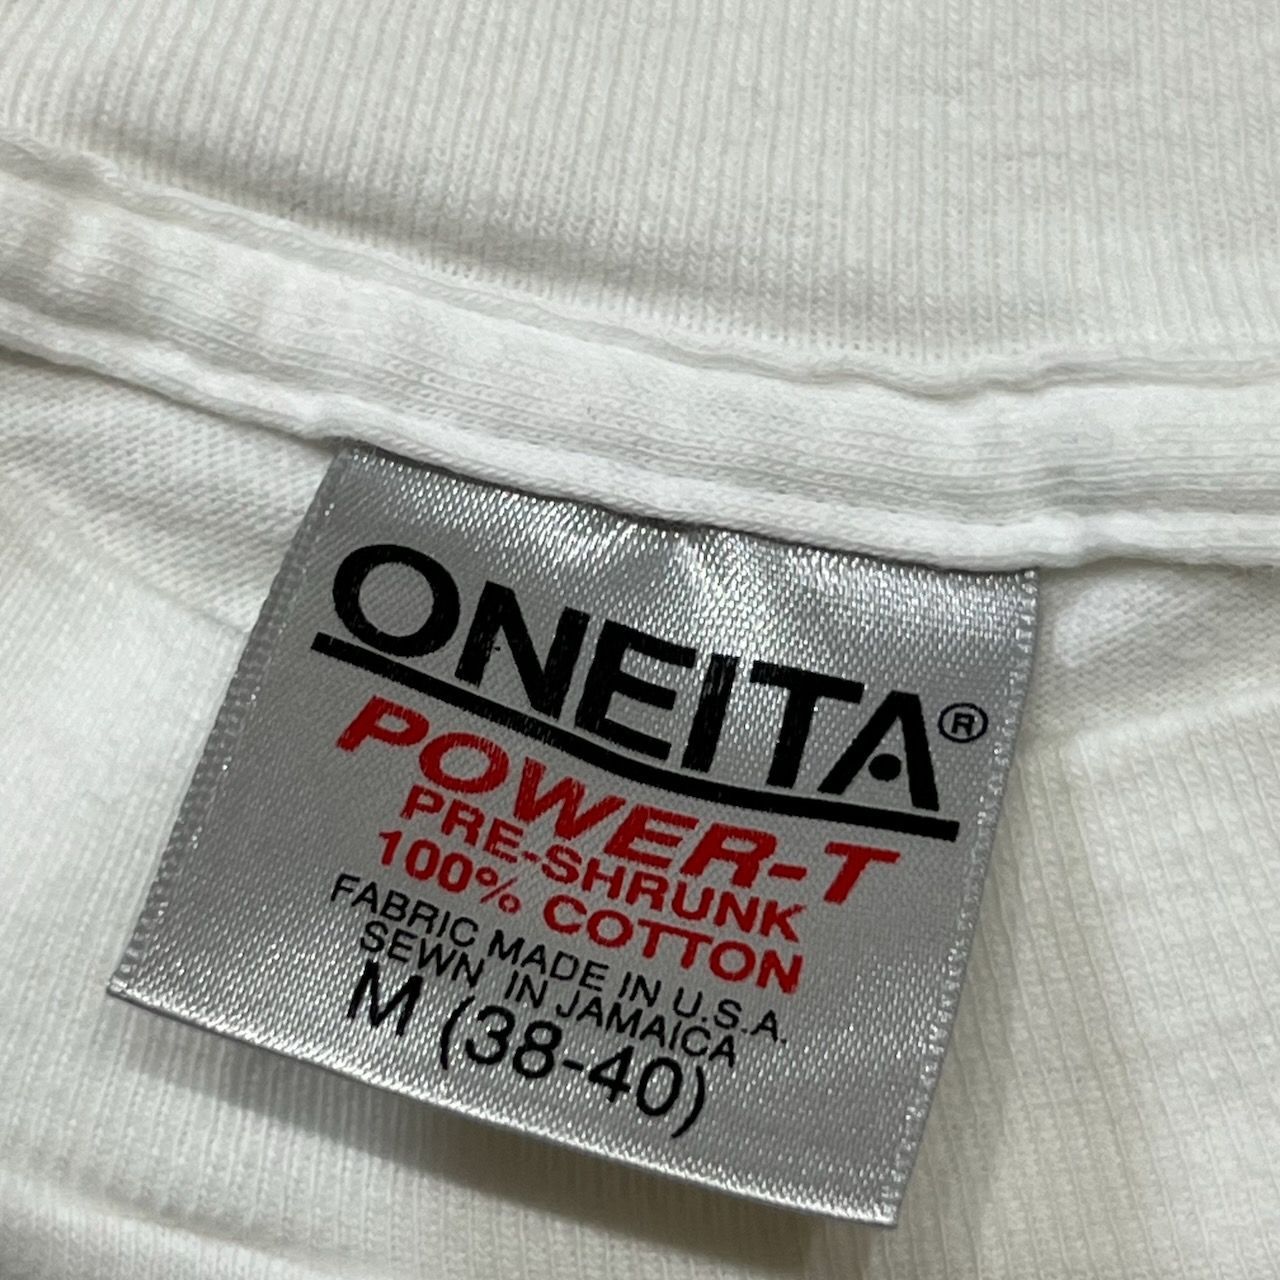 ONEITA®
POWER-T
PRE-SHRUNK
100% COTTON
FABRIC MADE IN U.S.A.
SEWN IN JAMAICA
M (38-40)